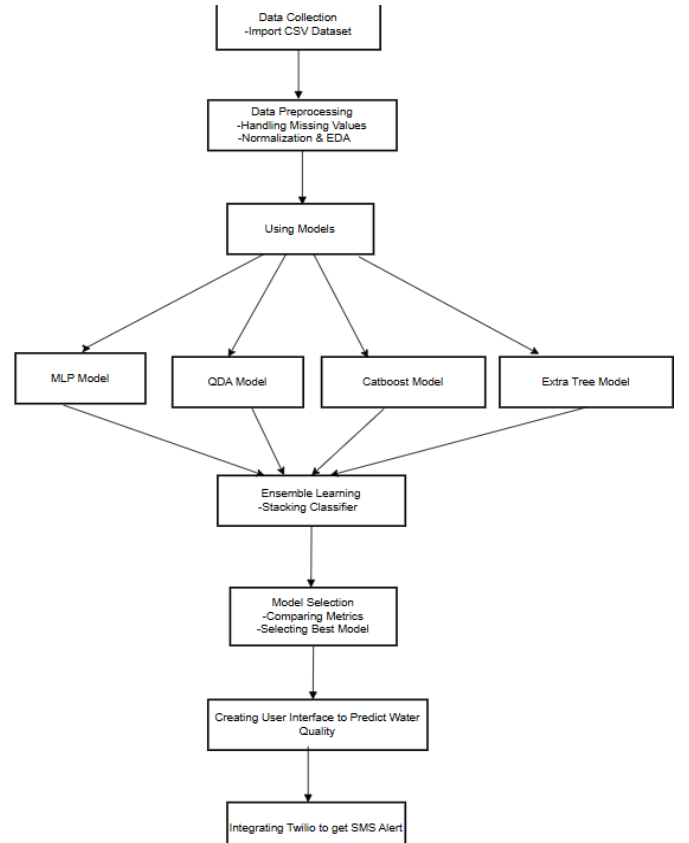 Data Collection
-Import CSV Dataset
Data Preprocessing
-Handling Missing Values
-Normalization & EDA
Using Models
MLP Model
QDA Model
Catboost Model
Extra Tree Model
Ensemble Learning
-Stacking Classifier
Model Selection
-Comparing Metrics
-Selecting Best Model
Creating User Interface to Predict Water
Quality
Integrating Twilio to get SMS Alert